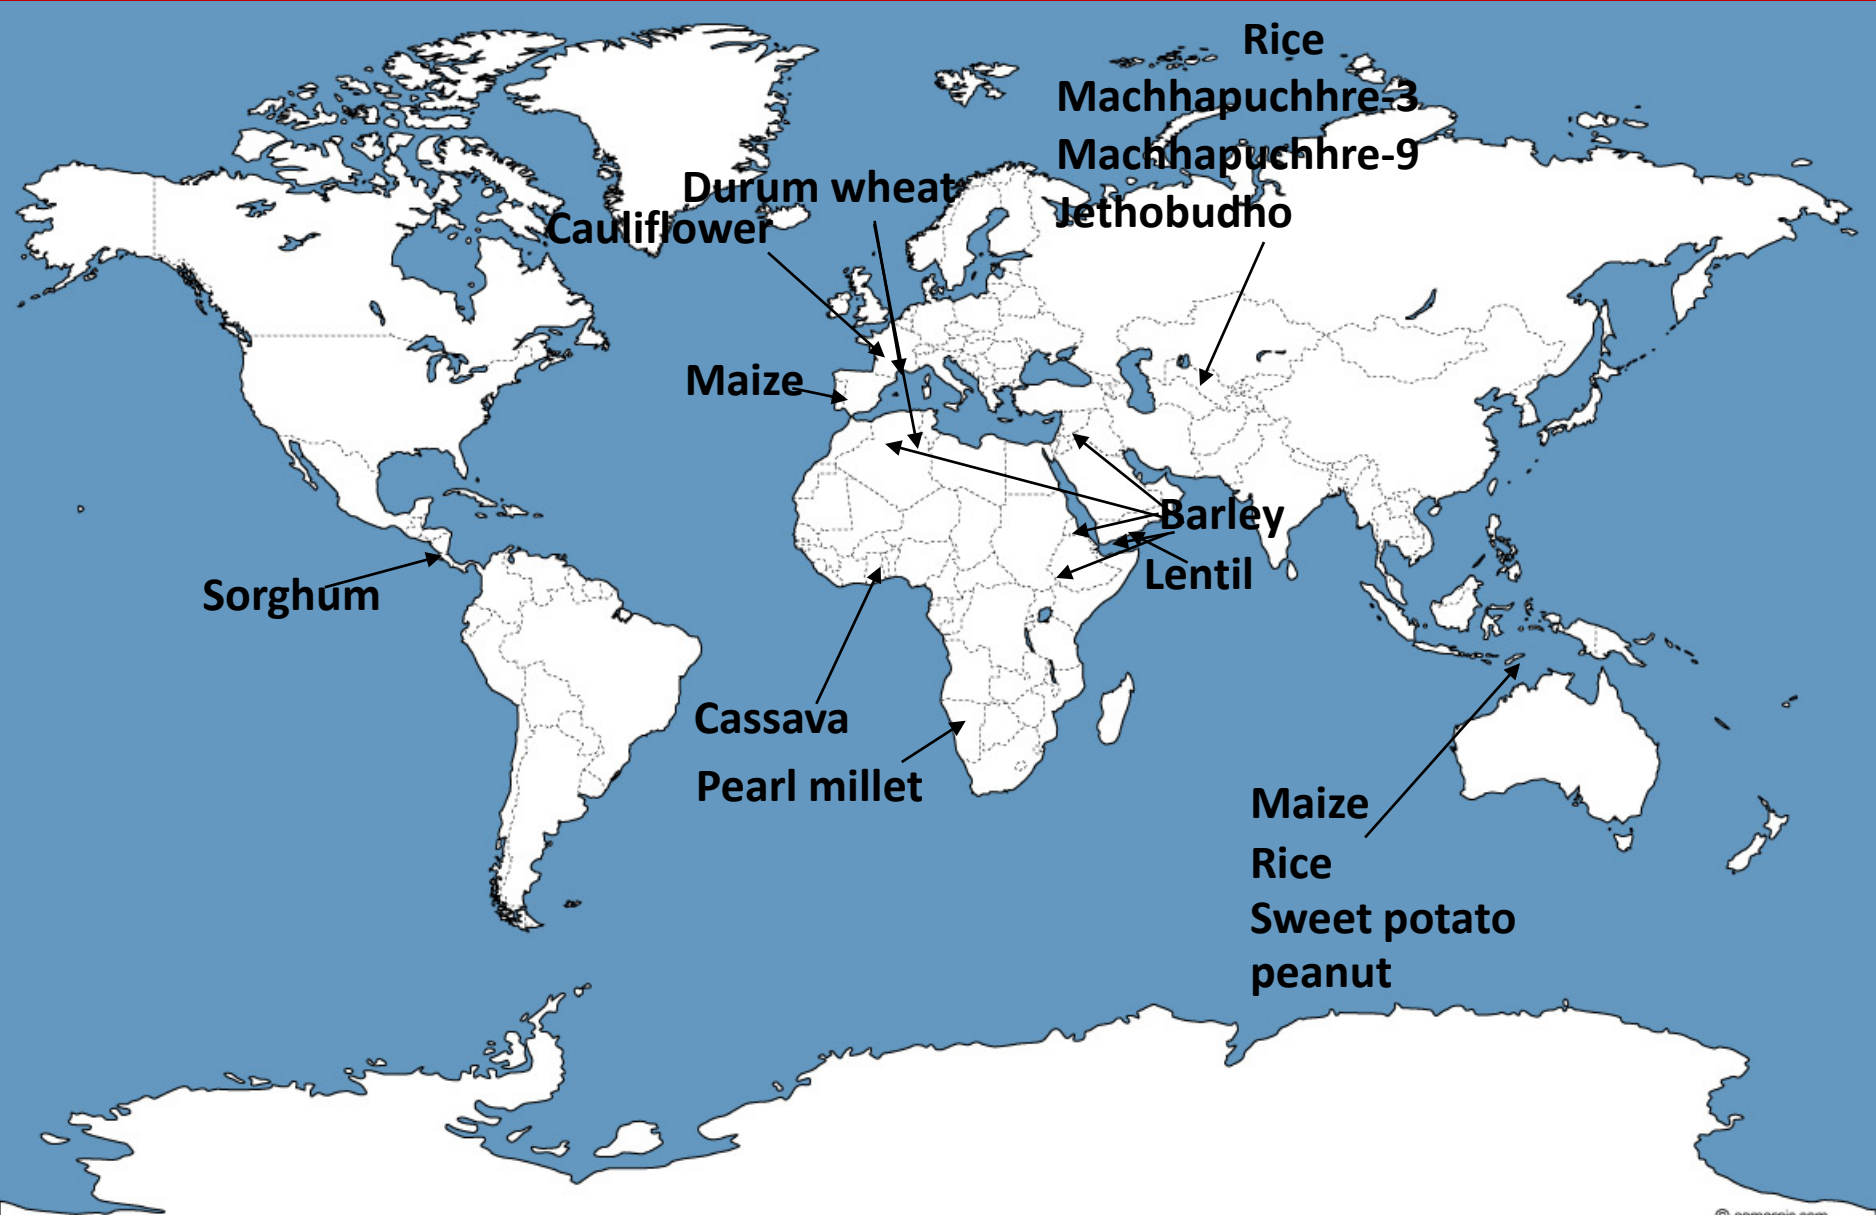 Rice
Machhapuchhre-3
Machhapuchhre-9
Jethobudho
Durum wheat
Cauliflower
Maize
Barley
Lentil
Sorghum
Cassava
Pearl millet
Maize
Rice
Sweet potato
peanut